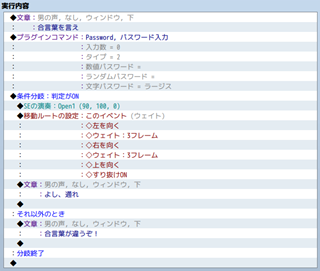 実行内容
◆文章：男の声, なし, ウィンドウ, 下
：　：合言葉を言え
◆プラグインコマンド：Password, パスワード入力
：　：入力数 = 0
：　：タイプ = 2
：　：数値パスワード =
：　：ランダムパスワード =
：　：文字パスワード = ラージス
◆条件分岐：判定がON
◆SEの演奏：Open1 (90, 100, 0)
◆移動ルートの設定：このイベント (ウェイト)
：　：◇左を向く
：　：◇ウェイト：3フレーム
：　：◇右を向く
：　：◇ウェイト：3フレーム
：　：◇上を向く
：　：◇すり抜けON
◆文章：男の声, なし, ウィンドウ, 下
：　：よし、通れ
◆
：それ以外のとき
◆文章：男の声, なし, ウィンドウ, 下
：　：合言葉が違うぞ！
◆
：分岐終了
◆